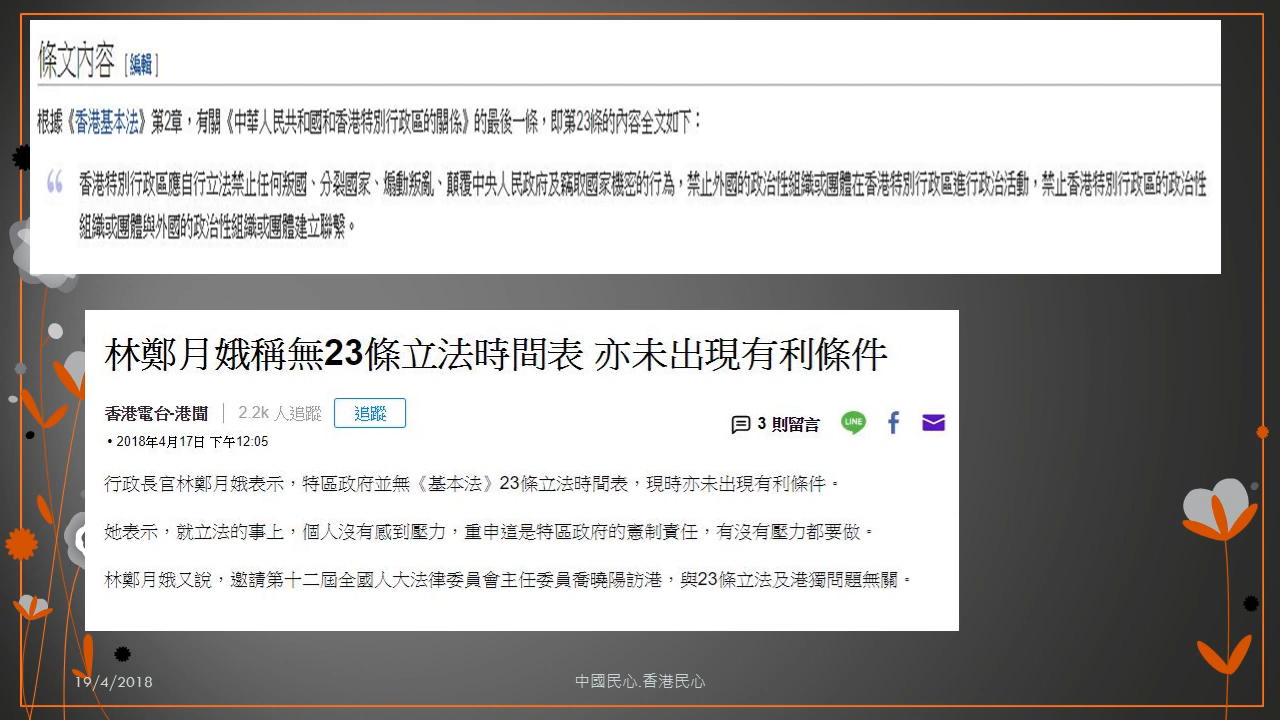 條文內容 [編輯]
根據《香港基本法》第2章，有關《中華人民共和國和香港特別行政區的關係》的最後一條，即第23條的內容全文如下：
“ 香港特別行政區應自行立法禁止任何叛國、分裂國家、煽動叛亂、顛覆中央人民政府及竊取國家機密的行為，禁止外國的政治性組織或團體在香港特別行政區進行政治活動，禁止香港特別行政區的政治性
組織或團體與外國的政治性組織或團體建立聯繫。
林鄭月娥稱無23條立法時間表 亦未出現有利條件
香港電台-港聞 | 2.2k 人追蹤 追蹤
3 則留言 LINE f
• 2018年4月17日 下午12:05
行政長官林鄭月娥表示，特區政府並無《基本法》23條立法時間表，現時亦未出現有利條件。
她表示，就立法的事上，個人沒有感到壓力，重申這是特區政府的憲制責任，有沒有壓力都要做。
林鄭月娥又說，邀請第十二屆全國人大法律委員會主任委員喬曉陽訪港，與23條立法及港獨問題無關。
19/4/2018
中國民心.香港民心